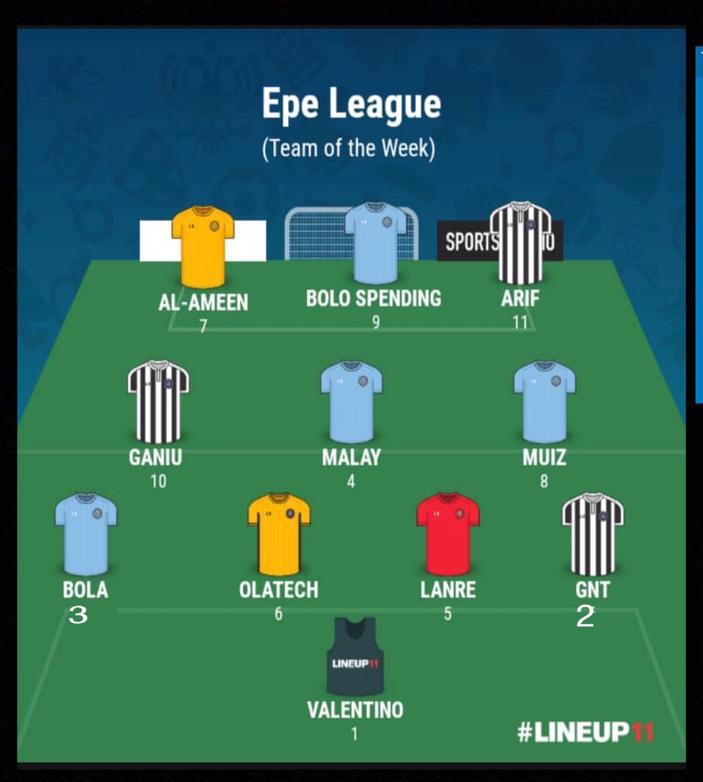 Epe League
(Team of the Week)
SPORTS
AL-AMEEN
7
BOLO SPENDING
9
ARIF
11
GANIU
10
MALAY
4
MUIZ
8
BOLA
3
OLATECH
6
LANRE
5
GNT
2
LINEUP11
VALENTINO
1
#LINEUP11